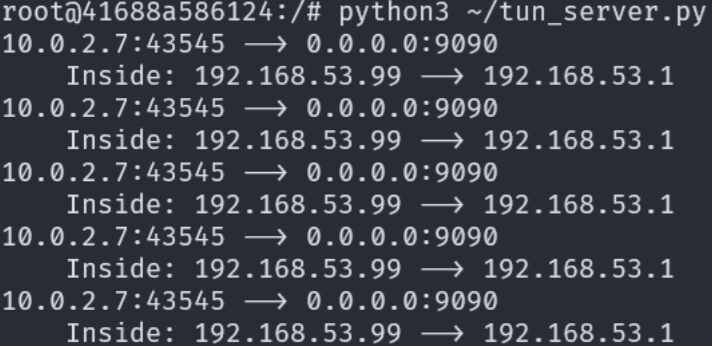 root@41688a586124:/# python3 ~/tun_server.py
10.0.2.7:43545 --> 0.0.0.0:9090
    Inside: 192.168.53.99 --> 192.168.53.1
10.0.2.7:43545 --> 0.0.0.0:9090
    Inside: 192.168.53.99 --> 192.168.53.1
10.0.2.7:43545 --> 0.0.0.0:9090
    Inside: 192.168.53.99 --> 192.168.53.1
10.0.2.7:43545 --> 0.0.0.0:9090
    Inside: 192.168.53.99 --> 192.168.53.1
10.0.2.7:43545 --> 0.0.0.0:9090
    Inside: 192.168.53.99 --> 192.168.53.1